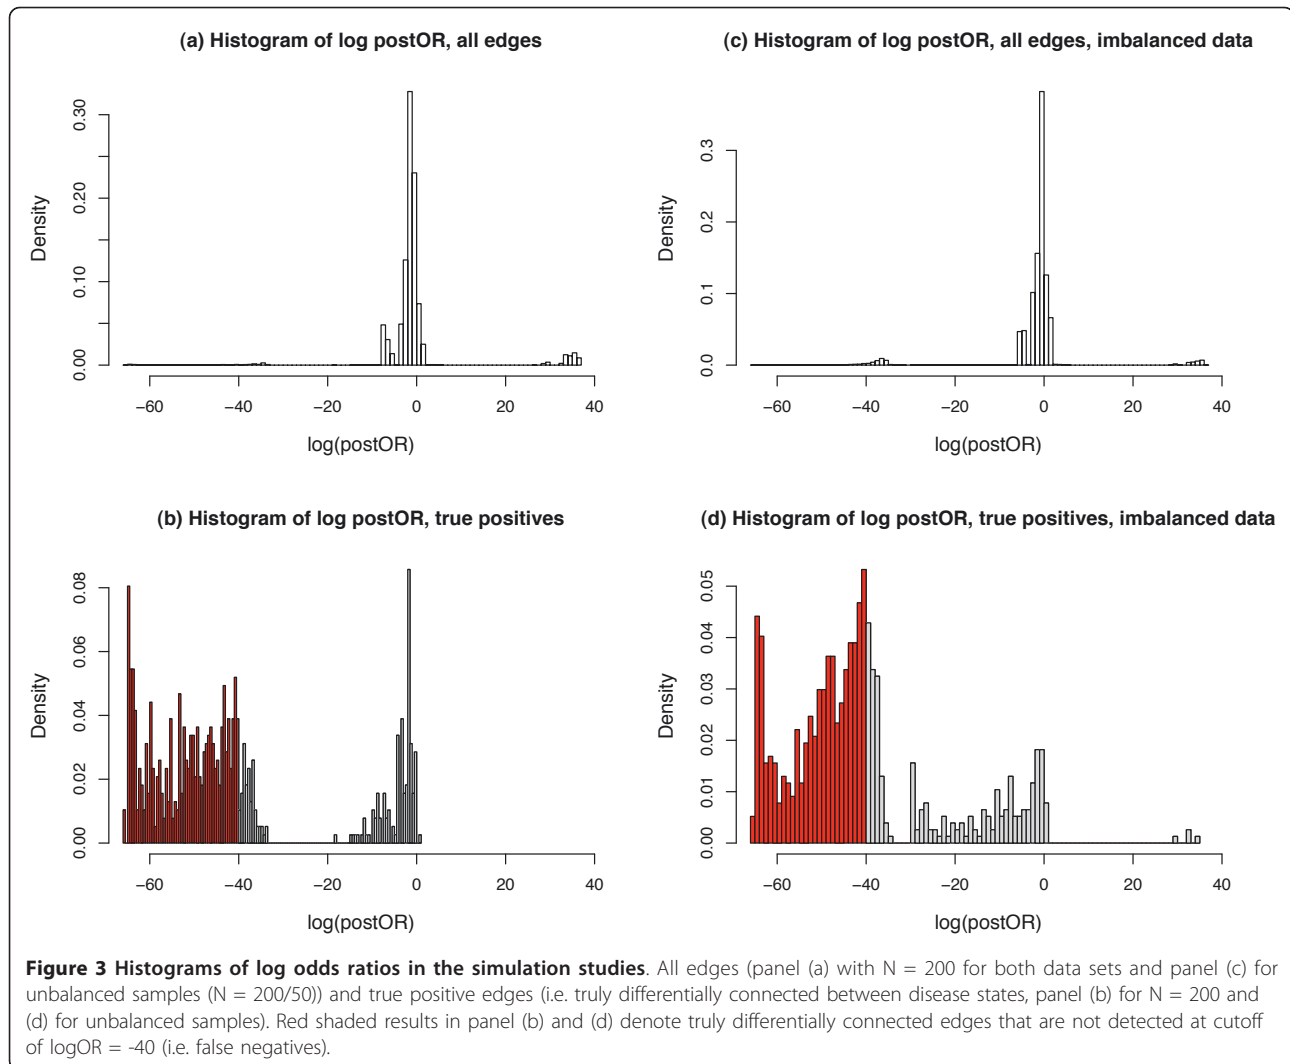 (a) Histogram of log postOR, all edges
0.00 0.10 0.20 0.30
Density
−60 −40 −20 0 20 40
log(postOR)
(c) Histogram of log postOR, all edges, imbalanced data
0.0 0.1 0.2 0.3
Density
−60 −40 −20 0 20 40
log(postOR)
(b) Histogram of log postOR, true positives
0.00 0.02 0.04 0.06 0.08
Density
−60 −40 −20 0 20 40
log(postOR)
(d) Histogram of log postOR, true positives, imbalanced data
0.00 0.01 0.02 0.03 0.04 0.05
Density
−60 −40 −20 0 20 40
log(postOR)
Figure 3 Histograms of log odds ratios in the simulation studies. All edges (panel (a) with N = 200 for both data sets and panel (c) for
unbalanced samples (N = 200/50)) and true positive edges (i.e. truly differentially connected between disease states, panel (b) for N = 200 and
(d) for unbalanced samples). Red shaded results in panel (b) and (d) denote truly differentially connected edges that are not detected at cutoff
of logOR = -40 (i.e. false negatives).